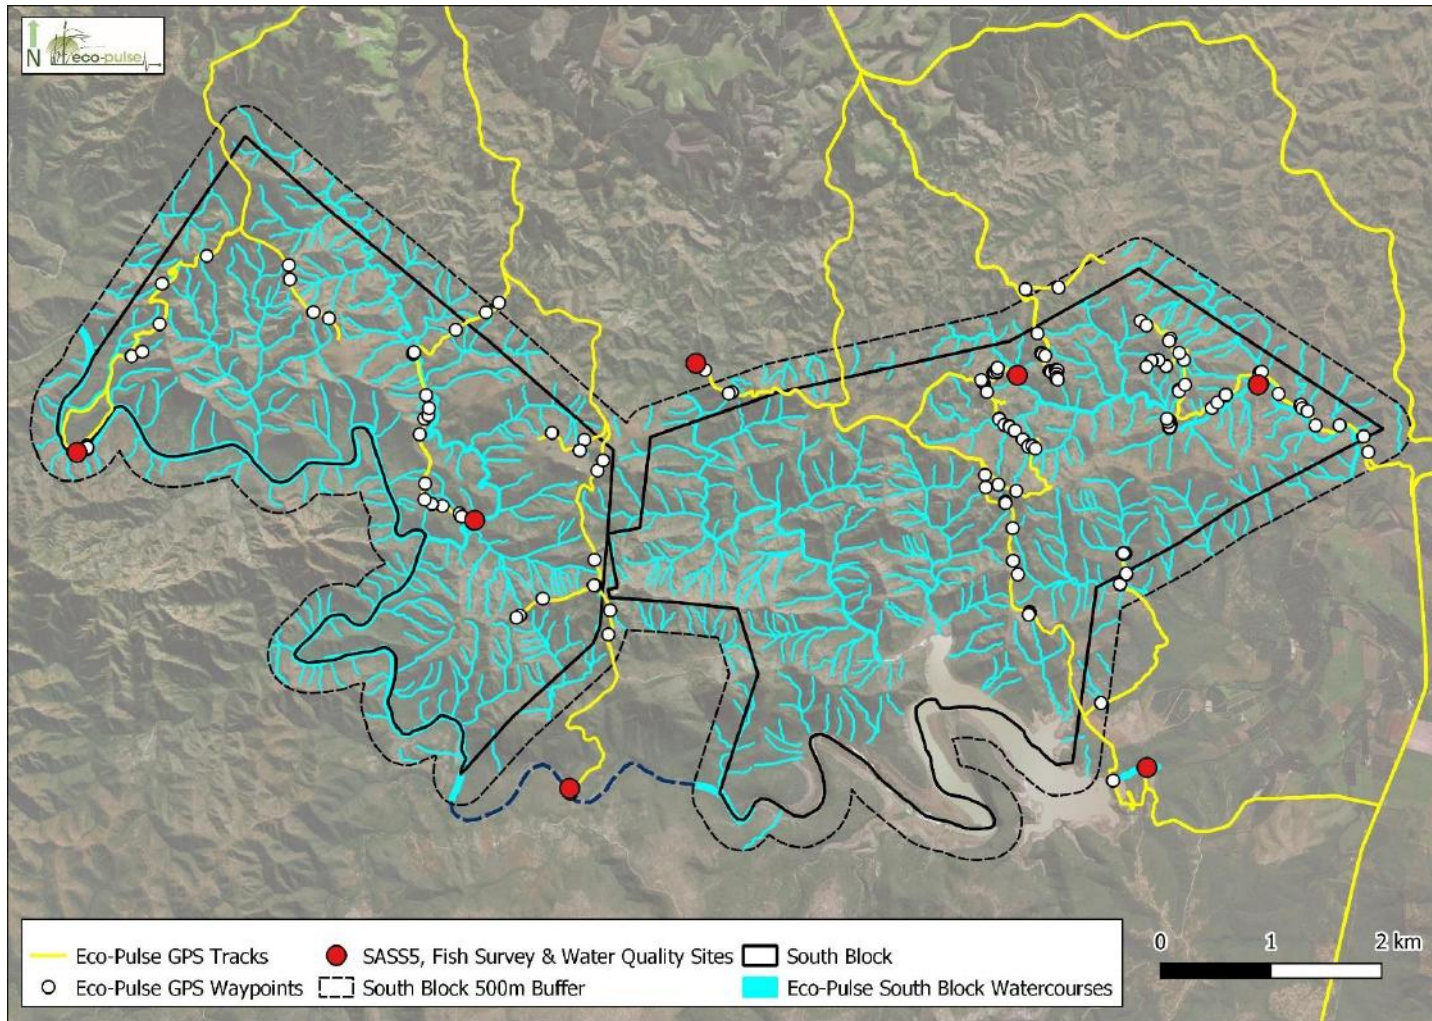 N eco-pulse
Eco-Pulse GPS Tracks SASS5, Fish Survey & Water Quality Sites South Block
Eco-Pulse GPS Waypoints South Block 500m Buffer Eco-Pulse South Block Watercourses
0 1 2 km